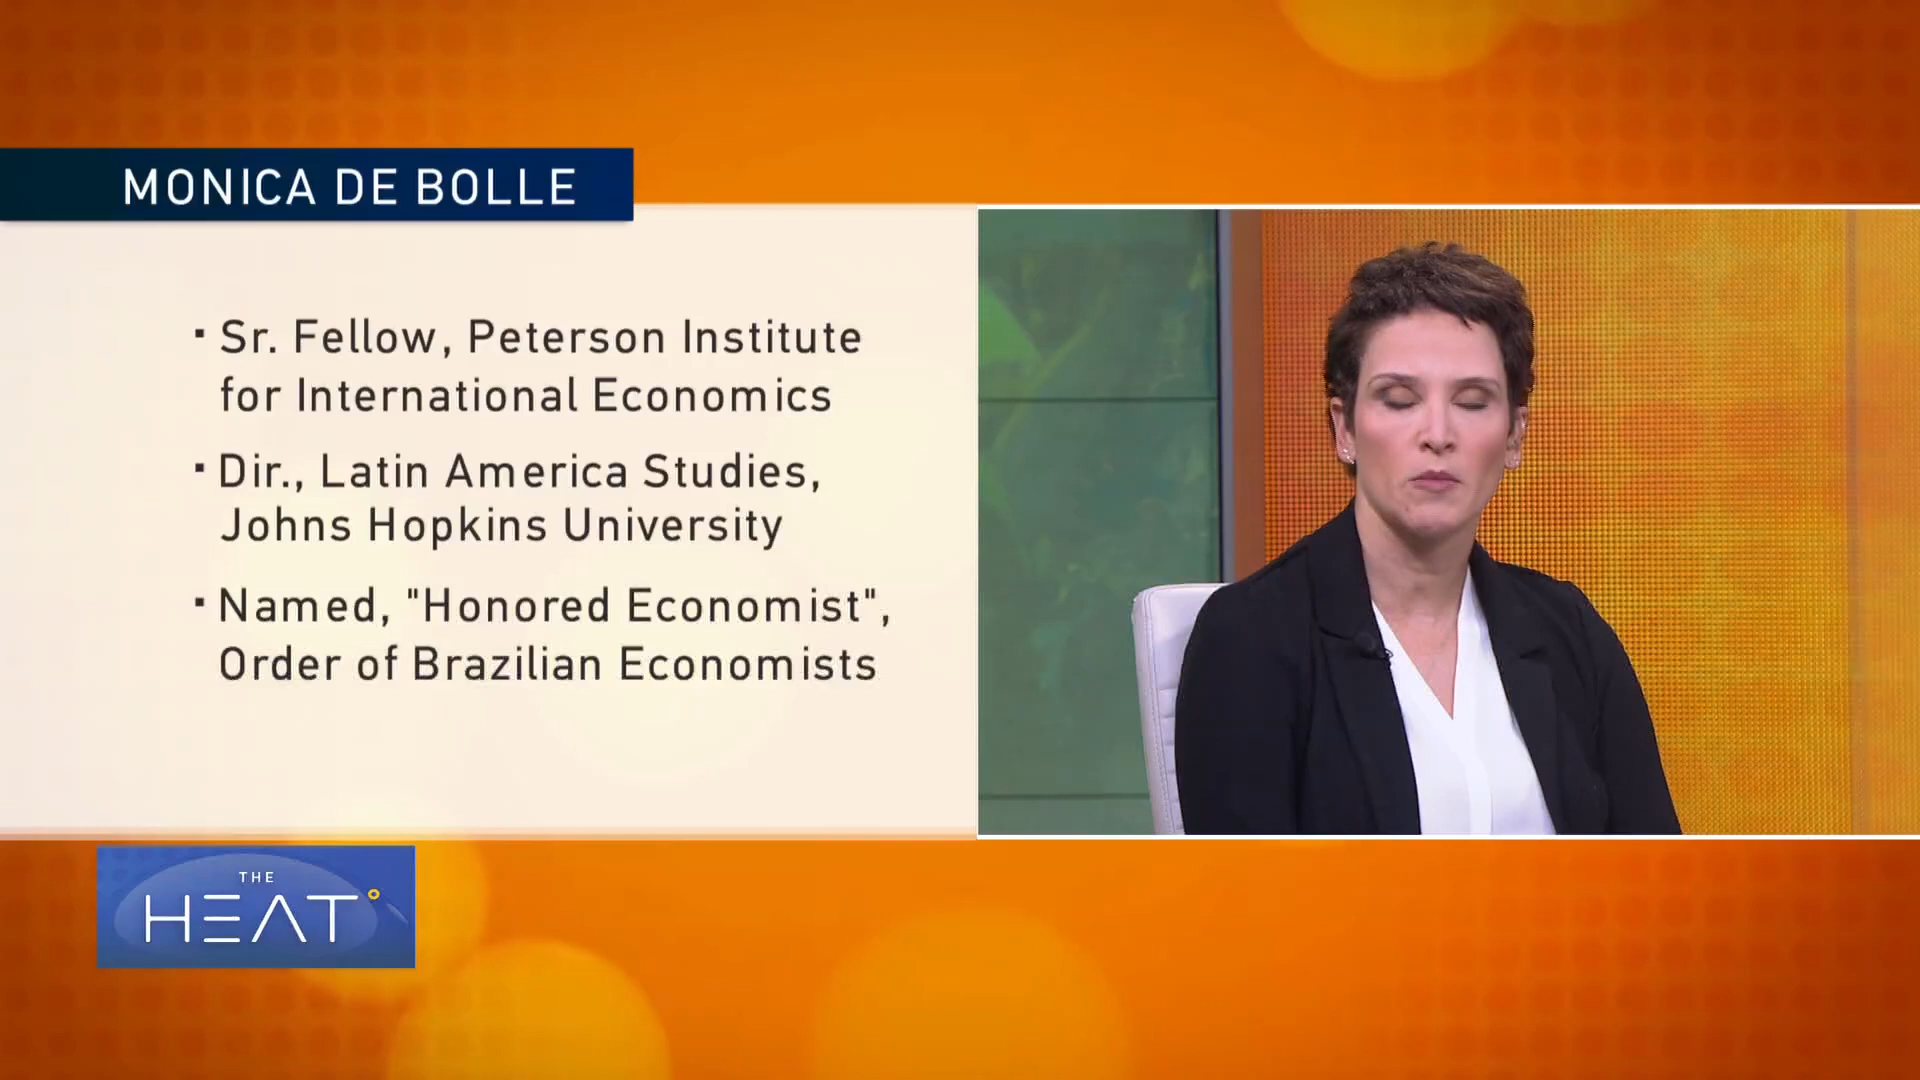 MONICA DE BOLLE
▪ Sr. Fellow, Peterson Institute
for International Economics
▪ Dir., Latin America Studies,
Johns Hopkins University
▪ Named, "Honored Economist",
Order of Brazilian Economists
THE
HEAT°